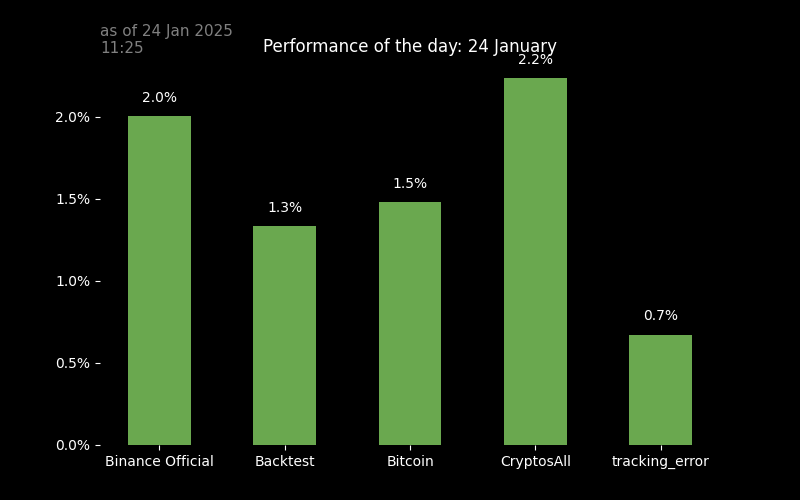 as of 24 Jan 2025
11:25
Performance of the day: 24 January
2.2%
2.0%
2.0%
1.5%
1.5%
1.3%
1.0%
0.7%
0.5%
0.0%
Binance Official
Backtest
Bitcoin
CryptosAll
tracking_error